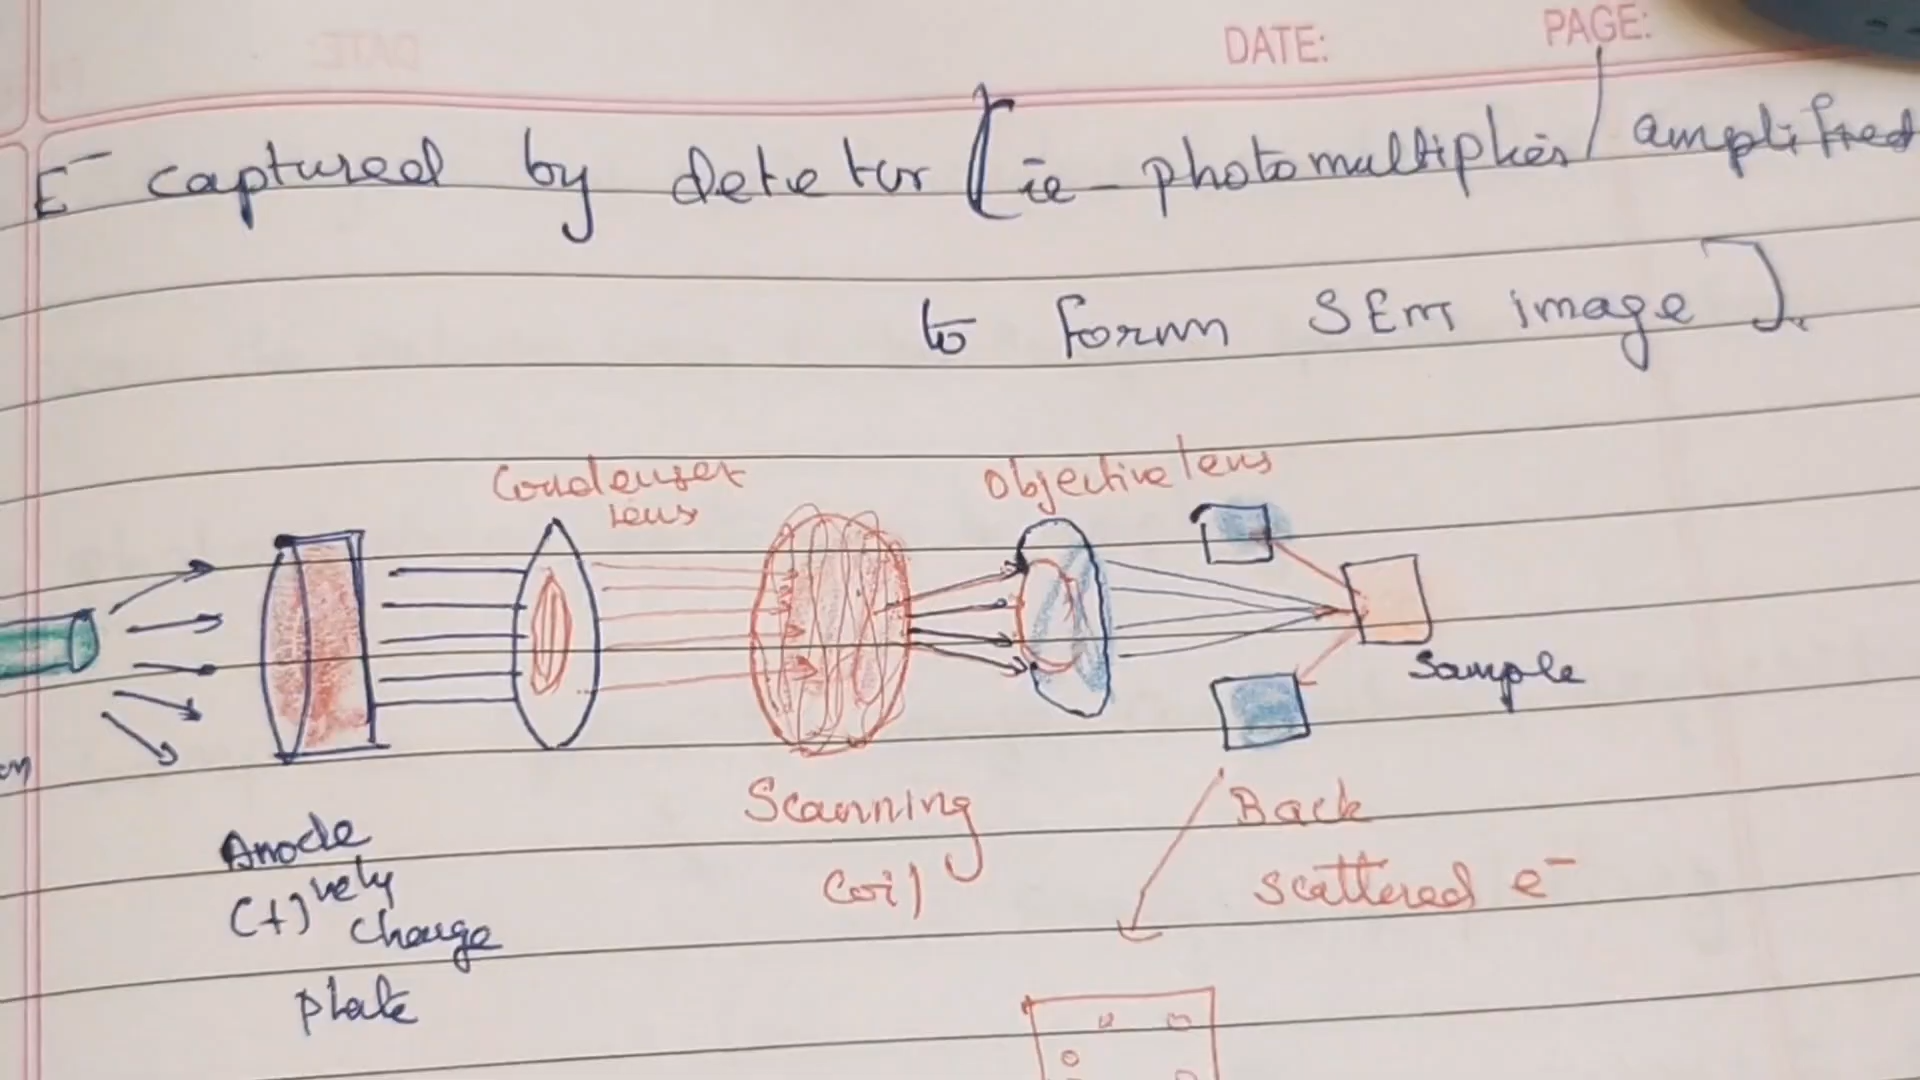 DATE:
PAGE:
E⁻ captured by detetor [ie - photomultiplier/ amplified
to form SEM image].
Condenser
lens
Objective lens
Sample
Scanning
Coil
Back
scattered e⁻
Anode
(+)vely
charge
plate